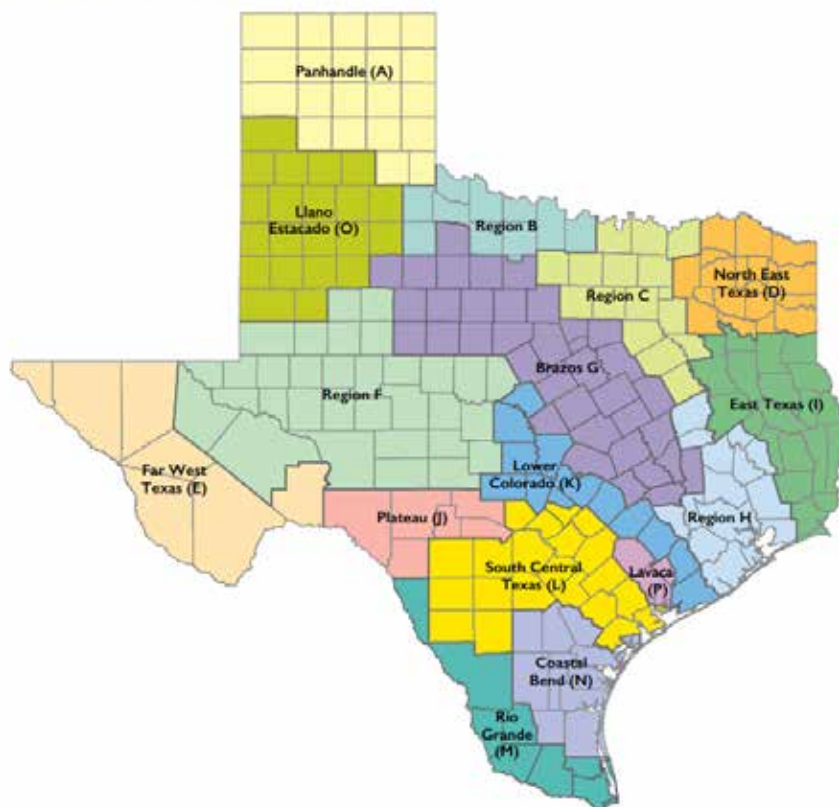 Panhandle (A)
Llano
Estacado (O)
Region B
Region C
North East
Texas (D)
Brazos G
Region F
East Texas (I)
Far West
Texas (E)
Lower
Colorado (K)
Plateau (J)
Region H
South Central
Texas (L)
Lavaca
(P)
Coastal
Bend (N)
Rio
Grande
(M)